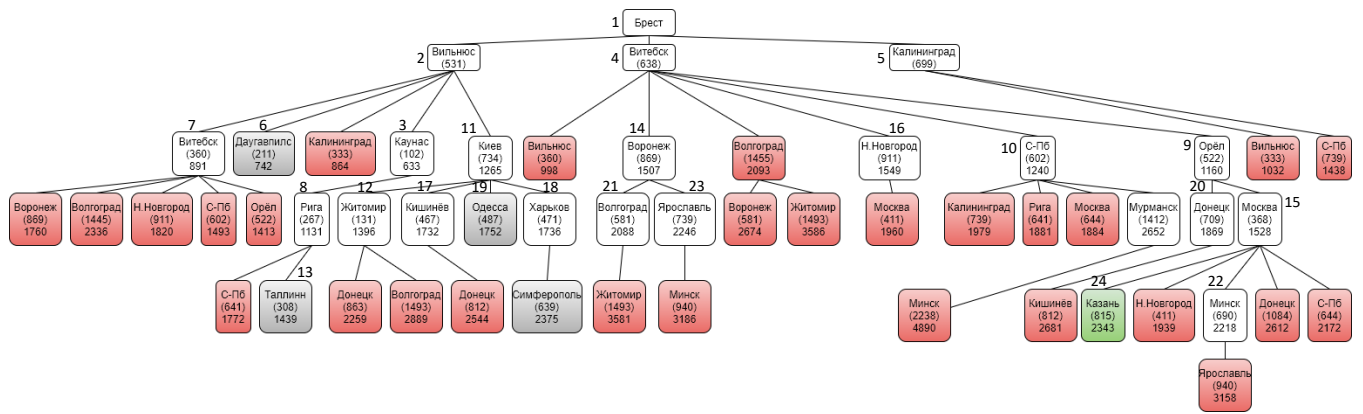 1 Брест
2 Вильнюс
(531)
4 Витебск
(638)
5 Калининград
(699)
7 Витебск
(360)
891
6 Даугавпилс
(211)
742
Калининград
(333)
864
3 Каунас
(102)
633
11 Киев
(734)
1265
Вильнюс
(360)
998
14 Воронеж
(869)
1507
Волгоград
(1455)
2093
16 Н.Новгород
(911)
1549
10 С-Пб
(602)
1240
9 Орёл
(522)
1160
Вильнюс
(333)
1032
С-Пб
(739)
1438
Воронеж
(869)
1760
Волгоград
(1445)
2336
Н.Новгород
(911)
1820
С-Пб
(602)
1493
Орёл
(522)
1413
8 Рига
(267)
1131
12 Житомир
(131)
1396
17 Кишинёв
(467)
1732
19 Одесса
(487)
1752
18 Харьков
(471)
1736
21 Волгоград
(581)
2088
23 Ярославль
(739)
2246
Воронеж
(581)
2674
Житомир
(1493)
3586
Москва
(411)
1960
Калининград
(739)
1979
Рига
(641)
1881
Москва
(644)
1884
Мурманск
(1412)
2652
20 Донецк
(709)
1869
15 Москва
(368)
1528
С-Пб
(641)
1772
13 Таллинн
(308)
1439
Донецк
(863)
2259
Волгоград
(1493)
2889
Донецк
(812)
2544
Симферополь
(639)
2375
Житомир
(1493)
3581
Минск
(940)
3186
Минск
(2238)
4890
Кишинёв
(812)
2681
24 Казань
(815)
2343
Н.Новгород
(411)
1939
22 Минск
(690)
2218
Донецк
(1084)
2612
С-Пб
(644)
2172
Ярославль
(940)
3158